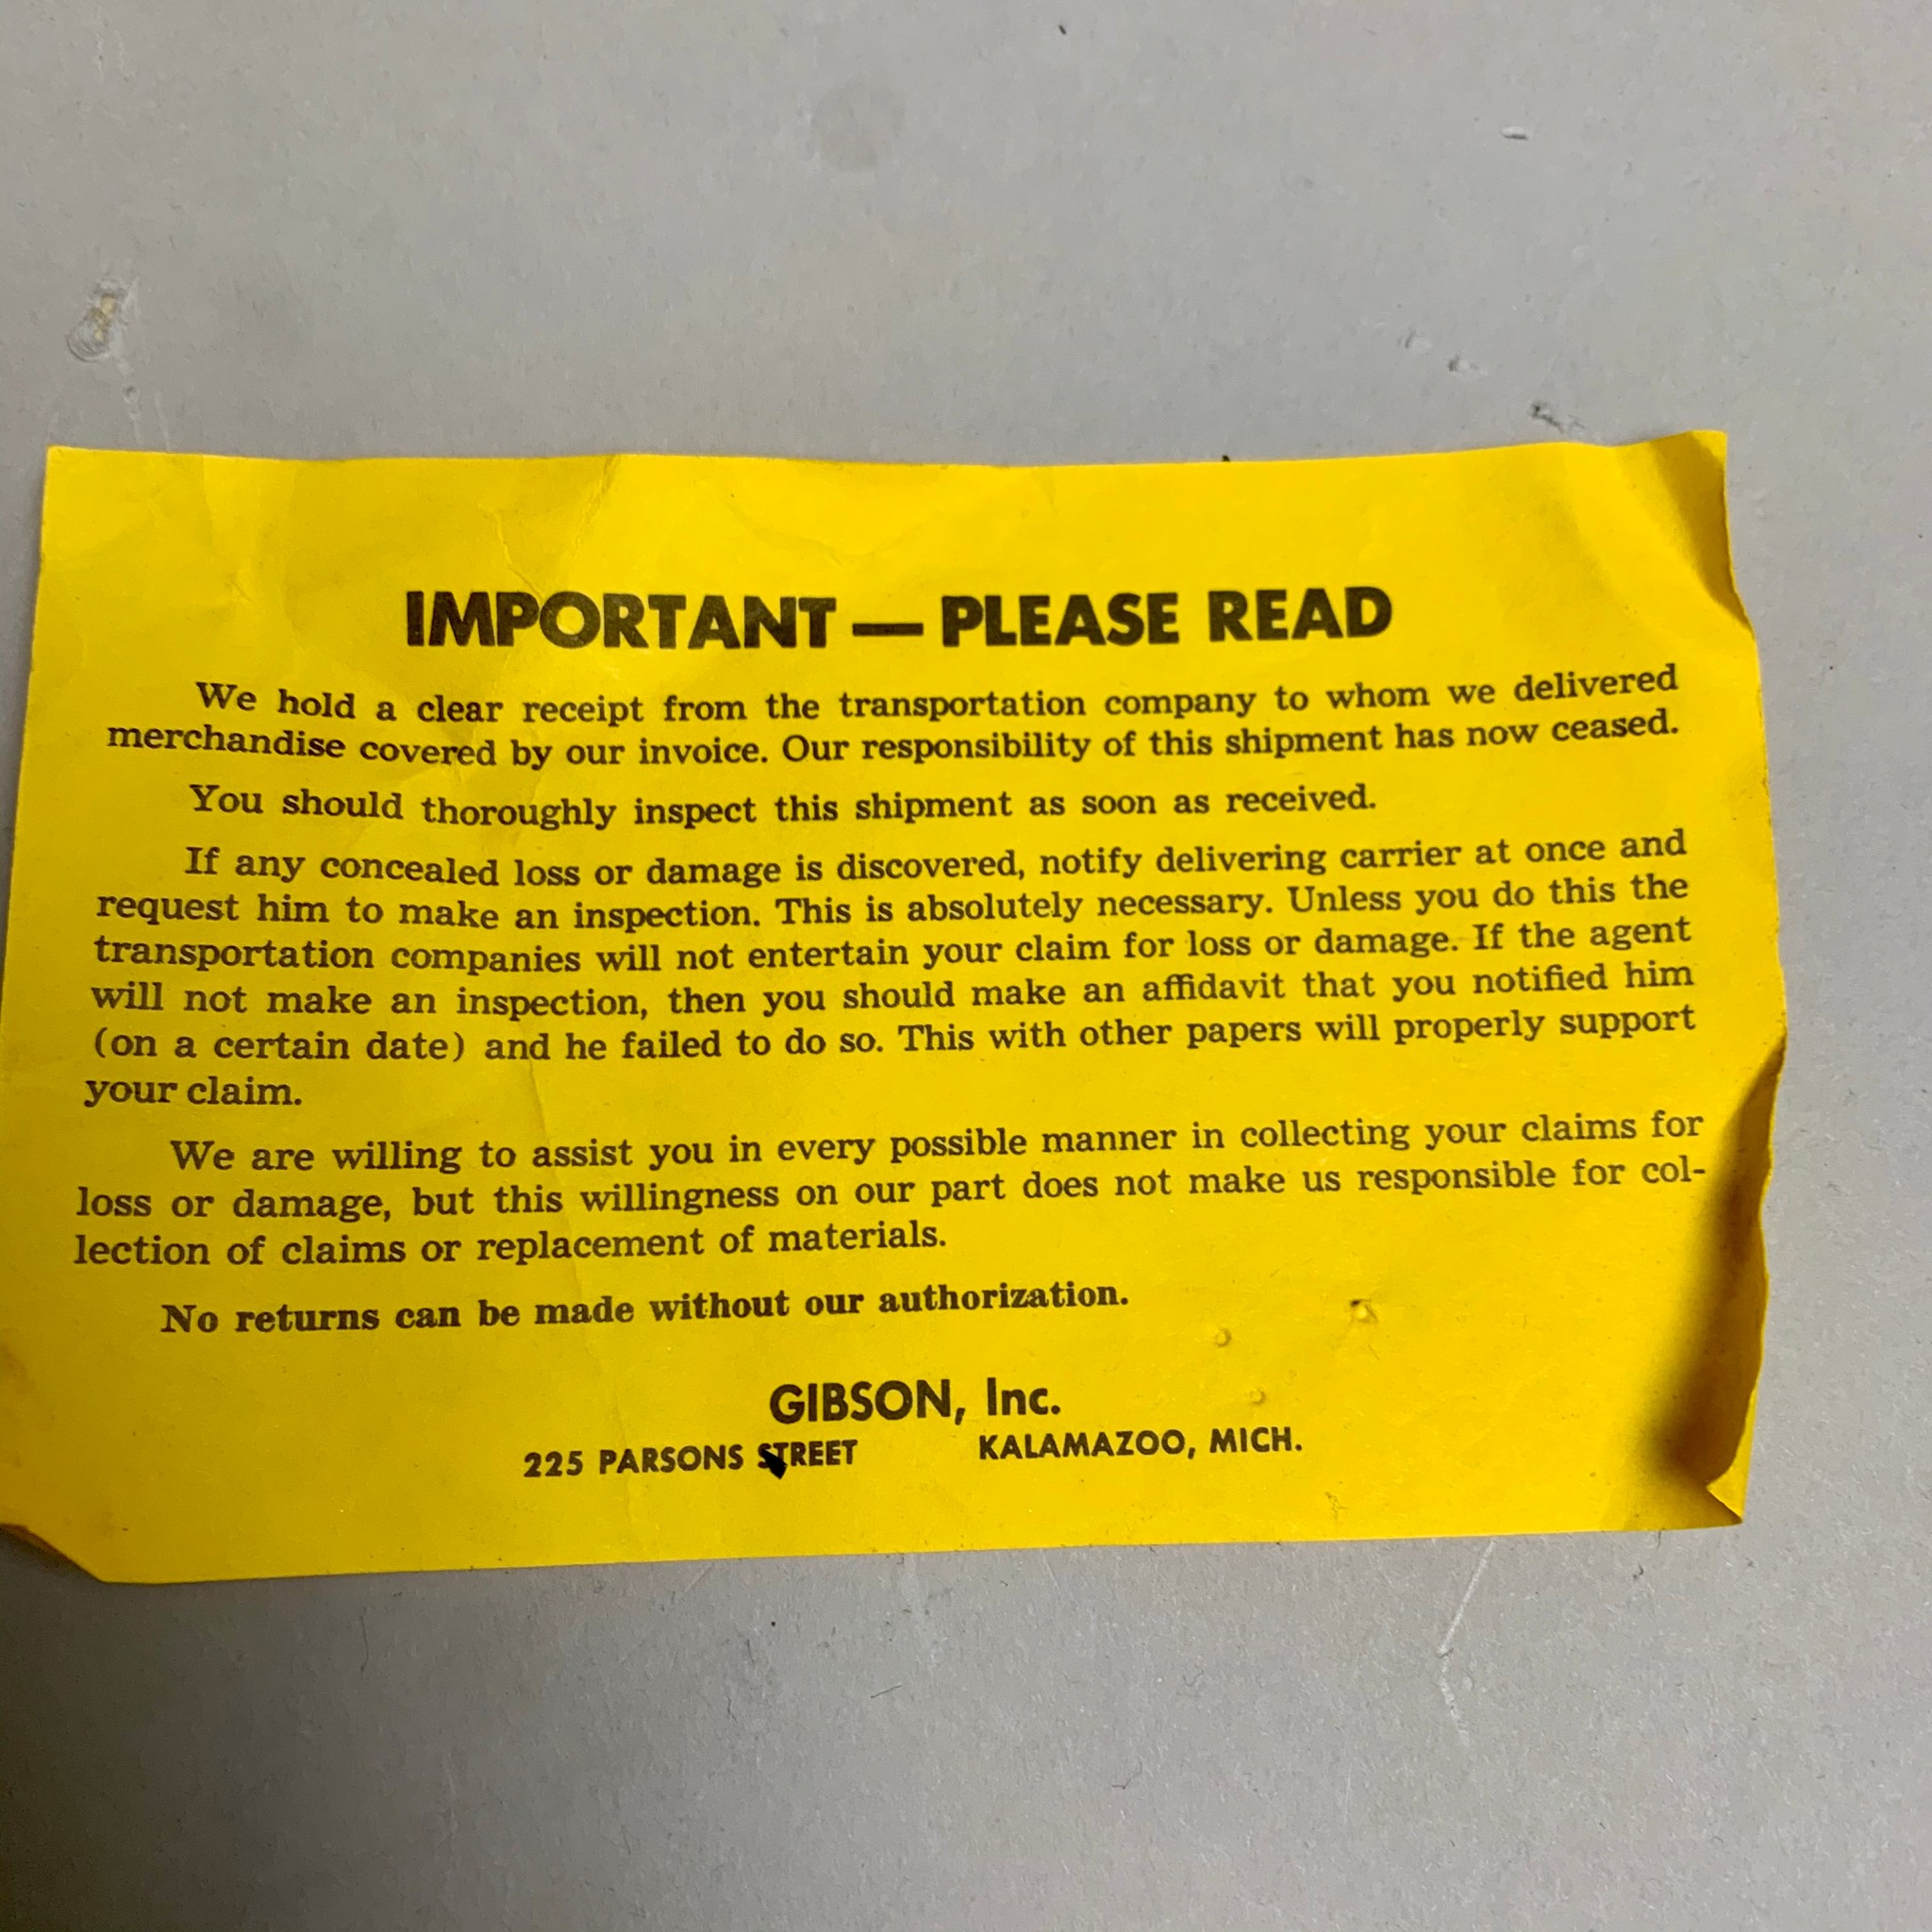 IMPORTANT — PLEASE READ
We hold a clear receipt from the transportation company to whom we delivered
merchandise covered by our invoice. Our responsibility of this shipment has now ceased.
You should thoroughly inspect this shipment as soon as received.
If any concealed loss or damage is discovered, notify delivering carrier at once and
request him to make an inspection. This is absolutely necessary. Unless you do this the
transportation companies will not entertain your claim for loss or damage. If the agent
will not make an inspection, then you should make an affidavit that you notified him
(on a certain date) and he failed to do so. This with other papers will properly support
your claim.
We are willing to assist you in every possible manner in collecting your claims for
loss or damage, but this willingness on our part does not make us responsible for col-
lection of claims or replacement of materials.
No returns can be made without our authorization.
GIBSON, Inc.
225 PARSONS STREET KALAMAZOO, MICH.